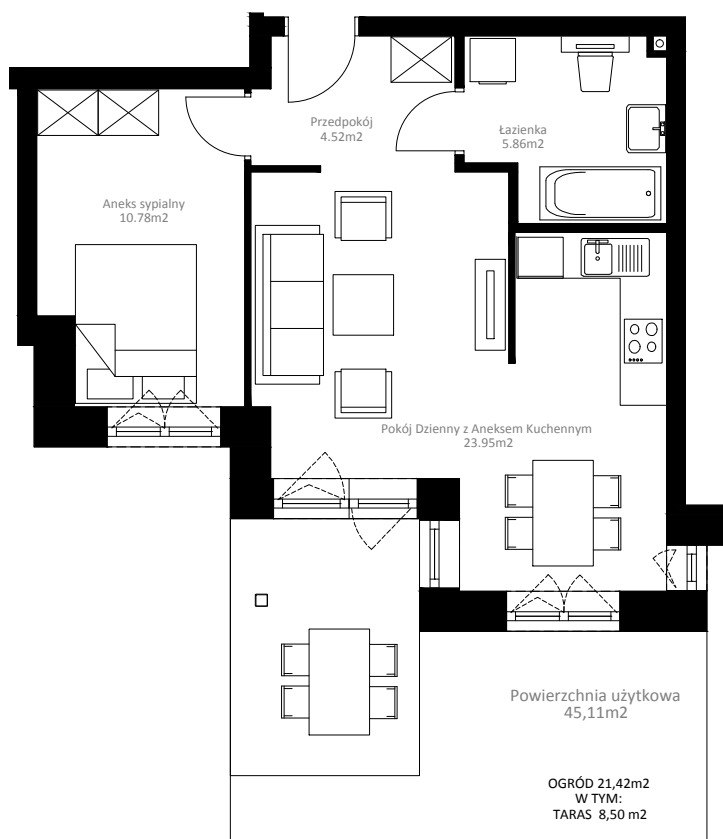 Przedpokój
4.52m2
Łazienka
5.86m2
Aneks sypialny
10.78m2
Pokój Dzienny z Aneksem Kuchennym
23.95m2
Powierzchnia użytkowa
45,11m2
OGRÓD 21,42m2
W TYM:
TARAS 8,50 m2